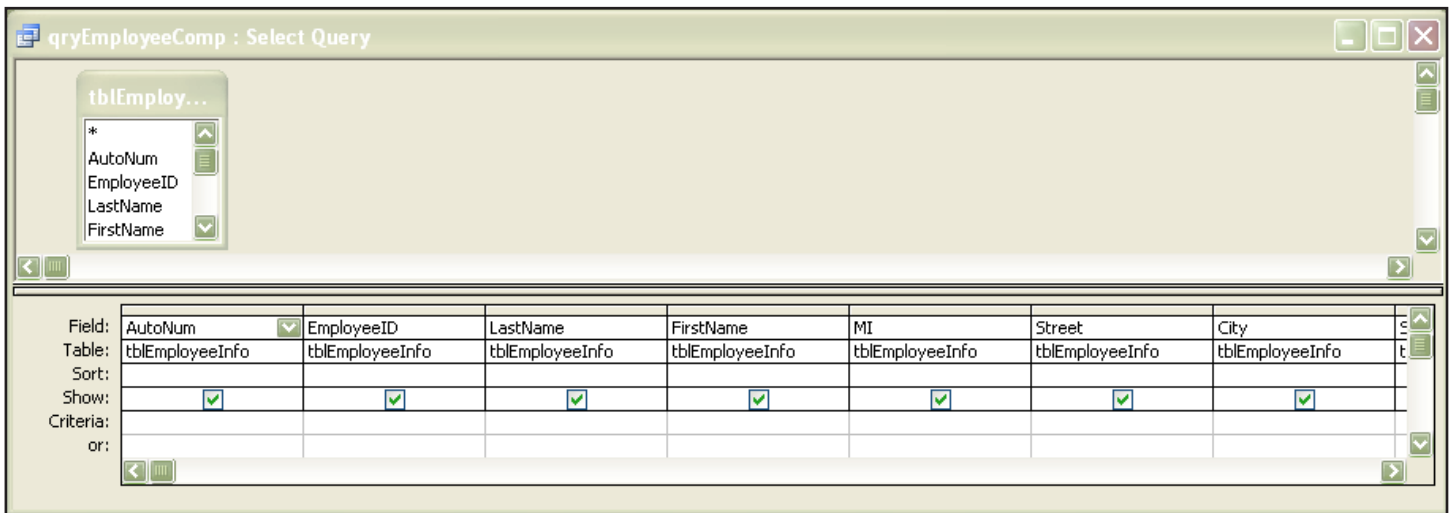 qryEmployeeComp : Select Query
tblEmploy...
*
AutoNum
EmployeeID
LastName
FirstName
Field: AutoNum EmployeeID LastName FirstName MI Street City
Table: tblEmployeeInfo tblEmployeeInfo tblEmployeeInfo tblEmployeeInfo tblEmployeeInfo tblEmployeeInfo tblEmployeeInfo
Sort:
Show:
Criteria:
or: